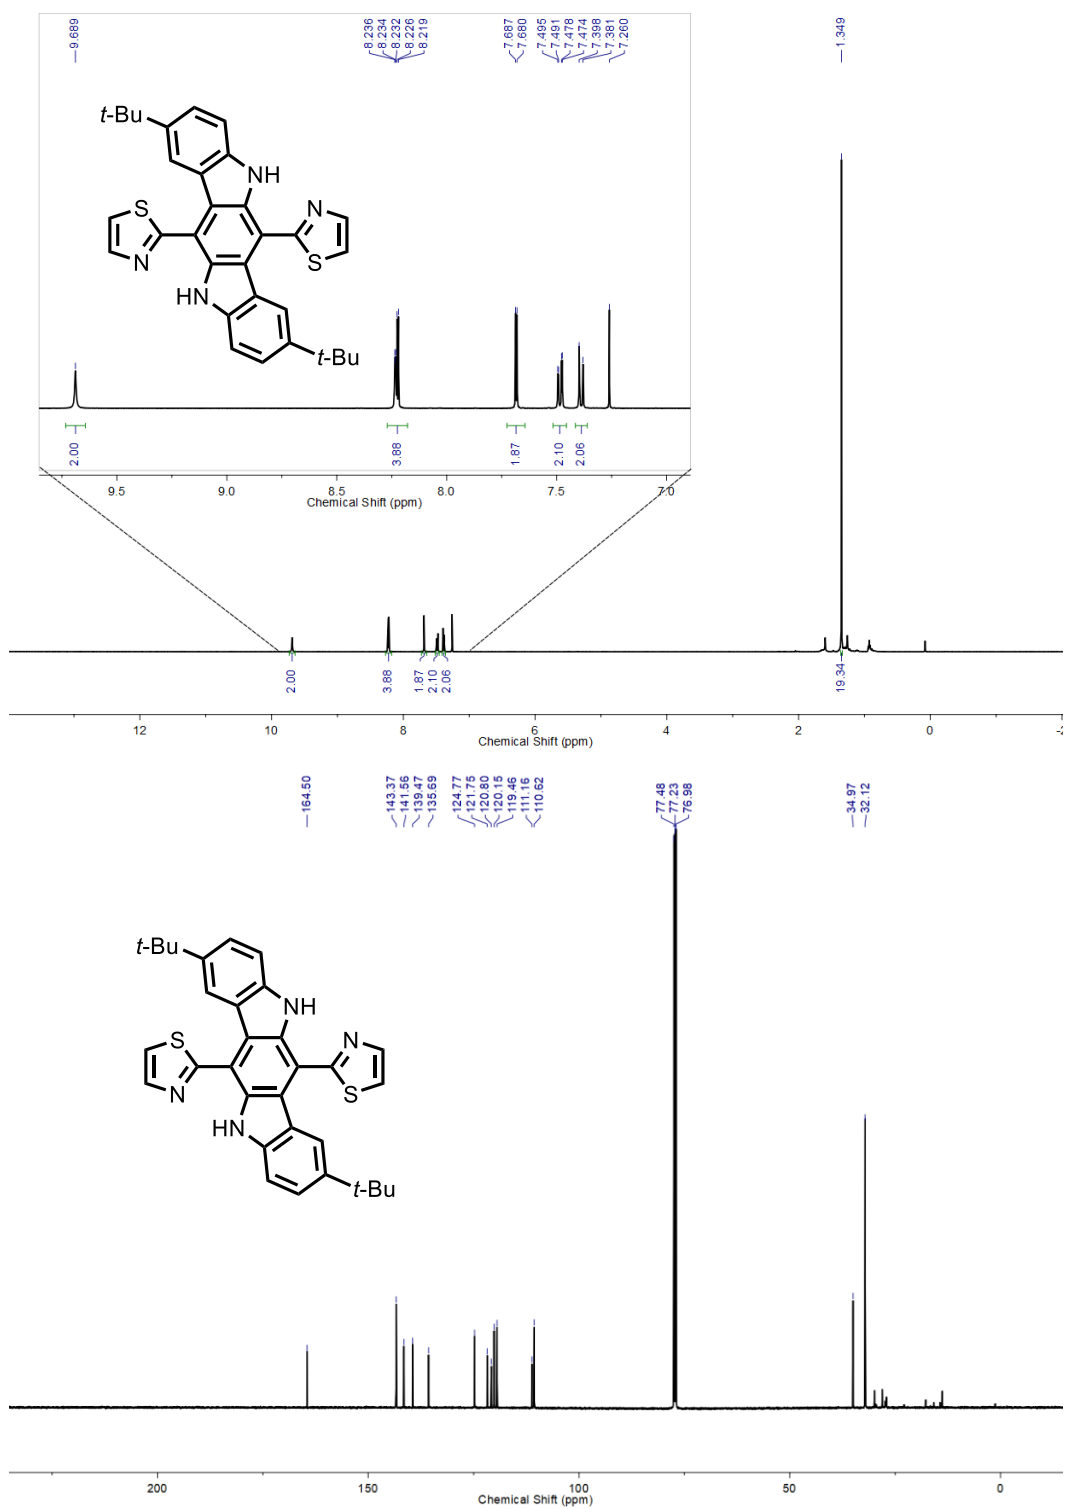 9.689
8.236
8.234
8.232
8.226
8.219
7.687
7.680
7.495
7.491
7.478
7.474
7.398
7.381
7.260
1.349
t-Bu
NH
S
N
N
S
HN
t-Bu
2.00
3.88
1.87
2.10
2.06
9.5 9.0 8.5 8.0 7.5 7.0
Chemical Shift (ppm)
2.00
3.88
1.87
2.10
2.06
19.34
12 10 8 6 4 2 0 -2
Chemical Shift (ppm)
164.50
143.37
141.56
139.47
135.69
124.77
121.75
120.80
120.15
119.46
111.16
110.62
77.48
77.23
76.98
34.97
32.12
t-Bu
NH
S
N
N
S
HN
t-Bu
200 150 100 50 0
Chemical Shift (ppm)